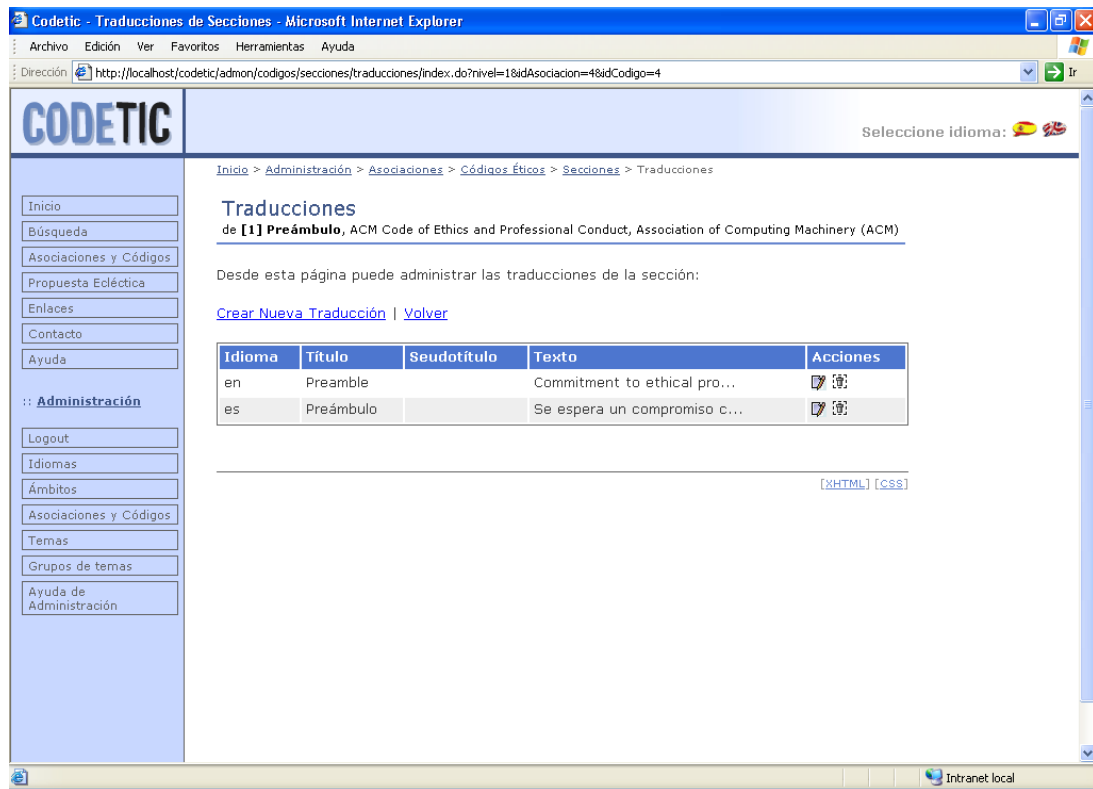 Codetic - Traducciones de Secciones - Microsoft Internet Explorer
Archivo Edición Ver Favoritos Herramientas Ayuda
Dirección http://localhost/codetic/admon/codigos/secciones/traducciones/index.do?nivel=1&idAsociacion=4&idCodigo=4 Ir
CODETIC
Seleccione idioma:
Inicio > Administración > Asociaciones > Códigos Éticos > Secciones > Traducciones
Inicio
Búsqueda
Asociaciones y Códigos
Propuesta Ecléctica
Enlaces
Contacto
Ayuda
:: Administración
Logout
Idiomas
Ámbitos
Asociaciones y Códigos
Temas
Grupos de temas
Ayuda de
Administración
Traducciones
de [1] Preámbulo, ACM Code of Ethics and Professional Conduct, Association of Computing Machinery (ACM)
Desde esta página puede administrar las traducciones de la sección:
Crear Nueva Traducción | Volver
Idioma Título Seudotítulo Texto Acciones
en Preamble Commitment to ethical pro...
es Preámbulo Se espera un compromiso c...
[XHTML] [CSS]
Intranet local